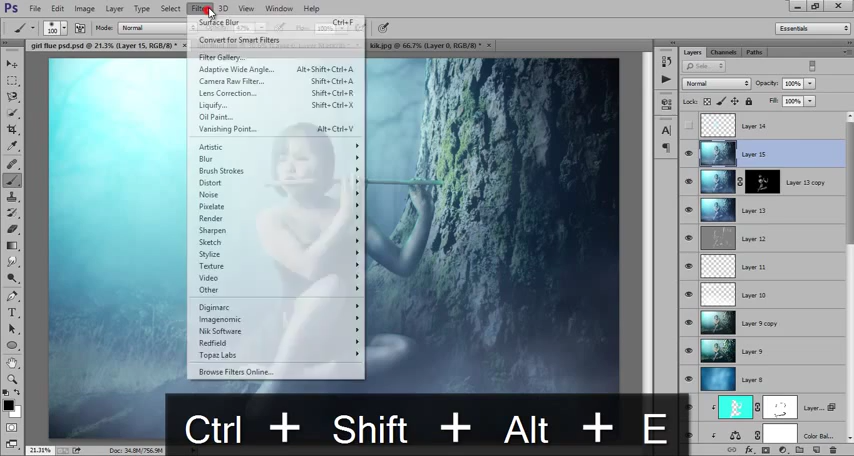 Ps File Edit Image Layer Type Select Filter 3D View Window Help
100 Mode: Normal
Essentials
girl flue psd.psd @ 21.3% (Layer 15, RGB/8) *
kik.jpg @ 66.7% (Layer 0, RGB/8) *
Surface Blur Ctrl+F
Convert for Smart Filters
Filter Gallery...
Adaptive Wide Angle... Alt+Shift+Ctrl+A
Camera Raw Filter... Shift+Ctrl+A
Lens Correction... Shift+Ctrl+R
Liquify... Shift+Ctrl+X
Oil Paint...
Vanishing Point... Alt+Ctrl+V
Artistic
Blur
Brush Strokes
Distort
Noise
Pixelate
Render
Sharpen
Sketch
Stylize
Texture
Video
Other
Digimarc
Imagenomic
Nik Software
Redfield
Topaz Labs
Browse Filters Online...
Layers Channels Paths
Normal Opacity: 100%
Lock: Fill: 100%
Layer 14
Layer 15
Layer 13 copy
Layer 13
Layer 12
Layer 11
Layer 10
Layer 9 copy
Layer 9
Layer 8
Layer...
Color Bal...
Ctrl + Shift + Alt + E
21.31% Doc: 34.8M/756.9M